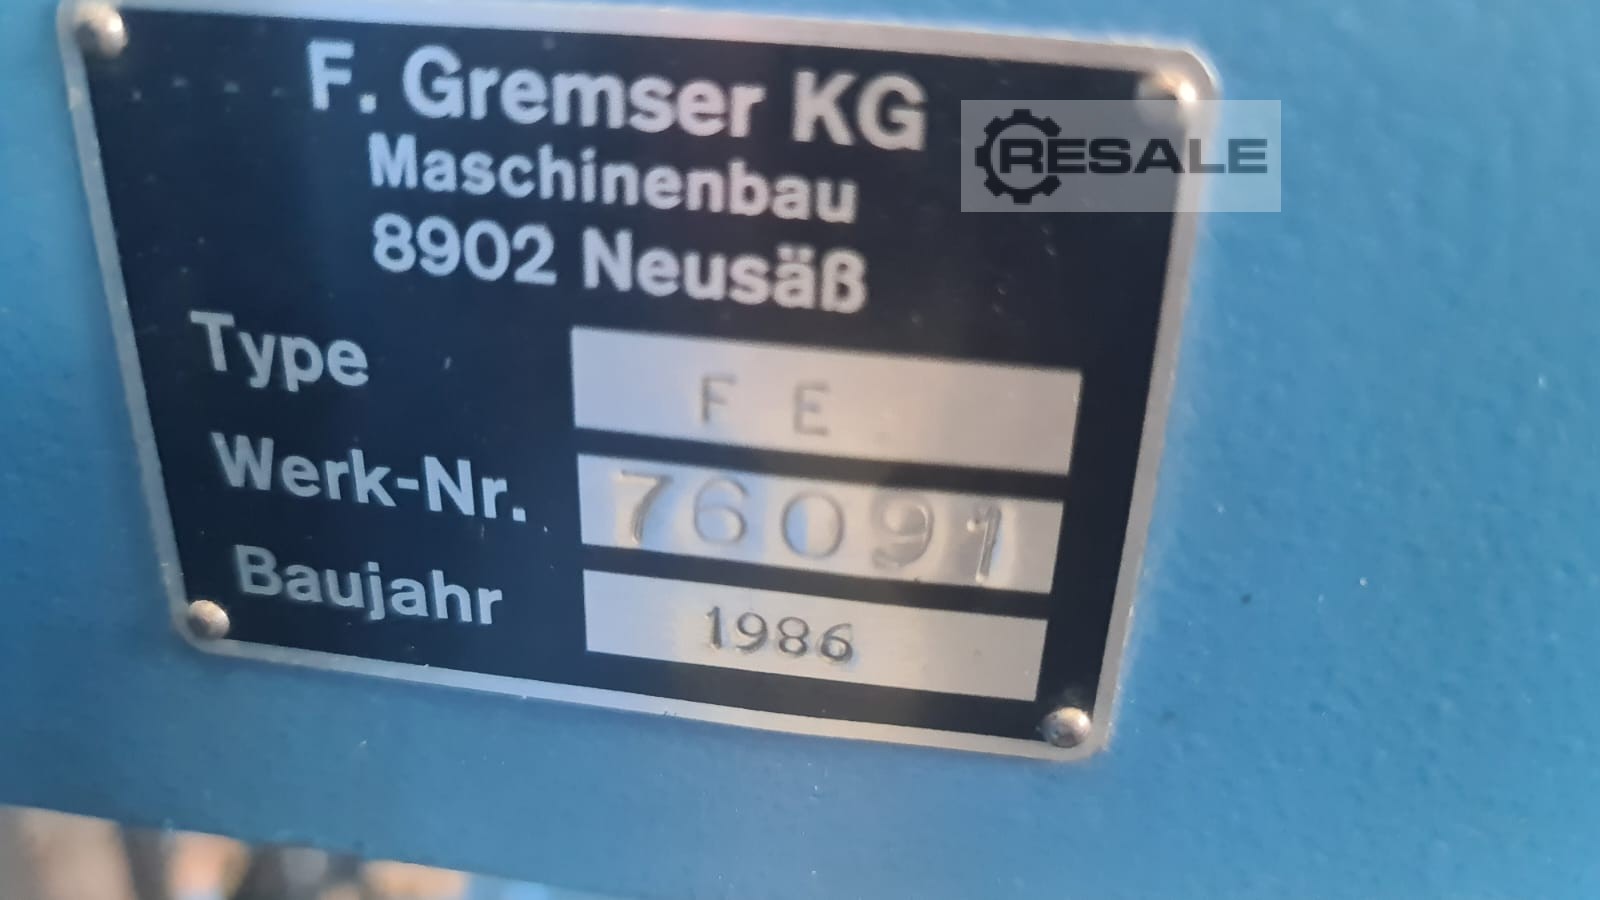 F. Gremser KG
Maschinenbau
8902 Neusäß
Type F E
Werk-Nr. 76091
Baujahr 1986
RESALE